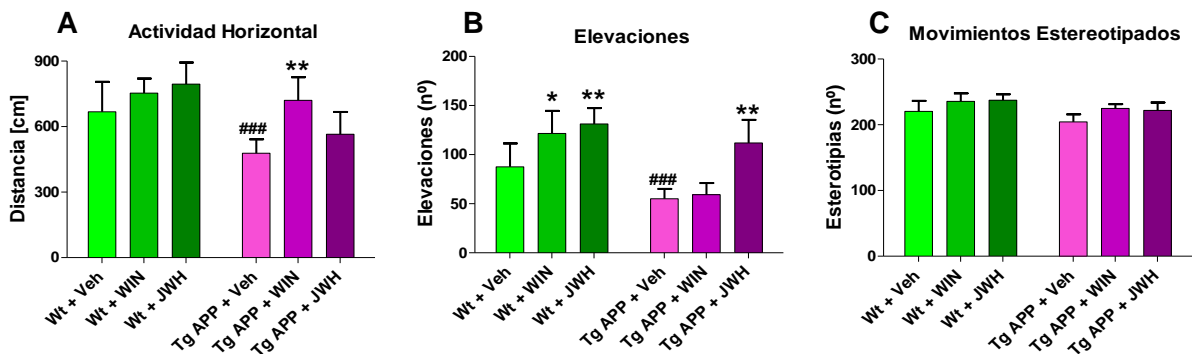 A
Actividad Horizontal
Distancia [cm]
900
600
300
0
###
**
Wt + Veh
Wt + WIN
Wt + JWH
Tg APP + Veh
Tg APP + WIN
Tg APP + JWH
B
Elevaciones
Elevaciones (nº)
200
150
100
50
0
*
**
###
**
Wt + Veh
Wt + WIN
Wt + JWH
Tg APP + Veh
Tg APP + WIN
Tg APP + JWH
C
Movimientos Estereotipados
Esterotipias (nº)
300
200
100
0
Wt + Veh
Wt + WIN
Wt + JWH
Tg APP + Veh
Tg APP + WIN
Tg APP + JWH